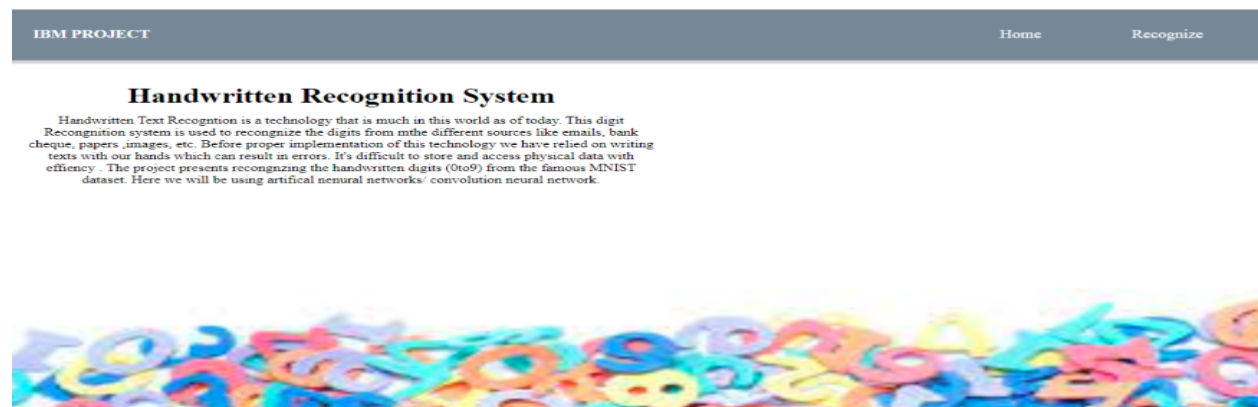 IBM PROJECT
Home
Recognize
Handwritten Recognition System
Handwritten Text Recogntion is a technology that is much in this world as of today. This digit
Recongnition system is used to recongnize the digits from mthe different sources like emails, bank
cheque, papers ,images, etc. Before proper implementation of this technology we have relied on writing
texts with our hands which can result in errors. It's difficult to store and access physical data with
effiency . The project presents recongnzing the handwritten digits (0to9) from the famous MNIST
dataset. Here we will be using artifical nenural networks/ convolution neural network.